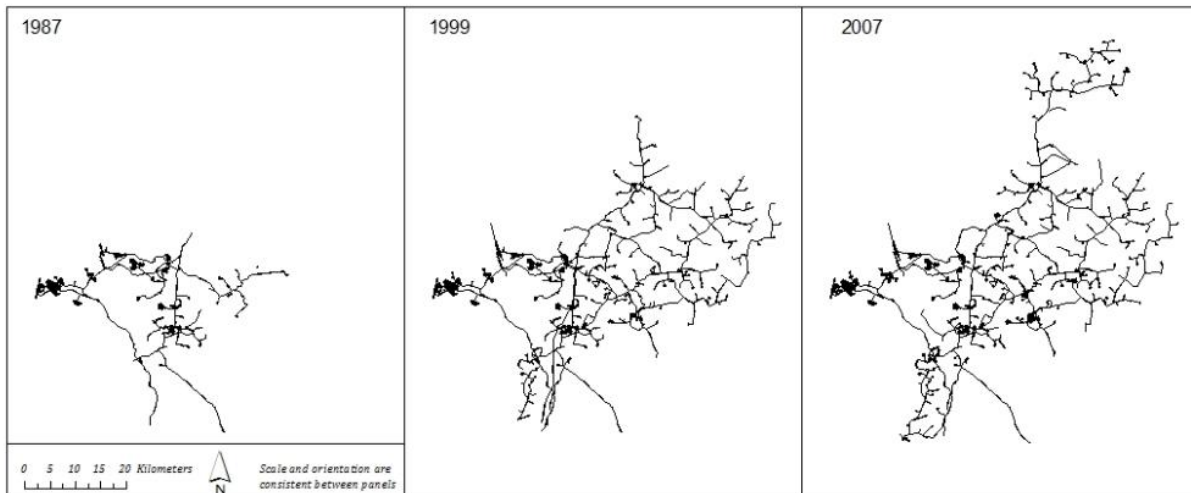 1987
1999
2007
0 5 10 15 20 Kilometers
N
Scale and orientation are
consistent between panels